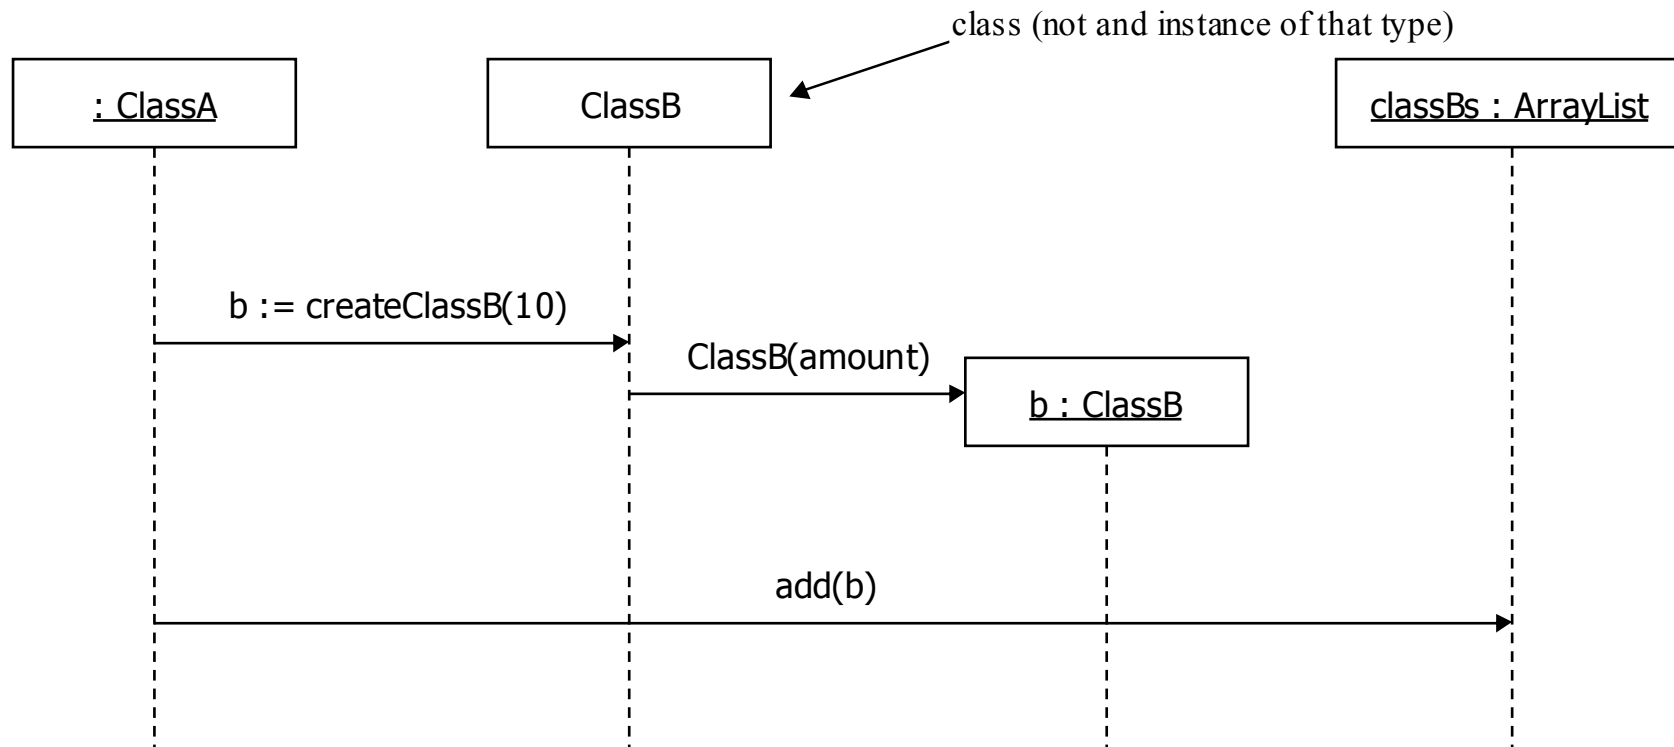 class (not and instance of that type)
: ClassA
ClassB
classBs : ArrayList
b := createClassB(10)
ClassB(amount)
b : ClassB
add(b)